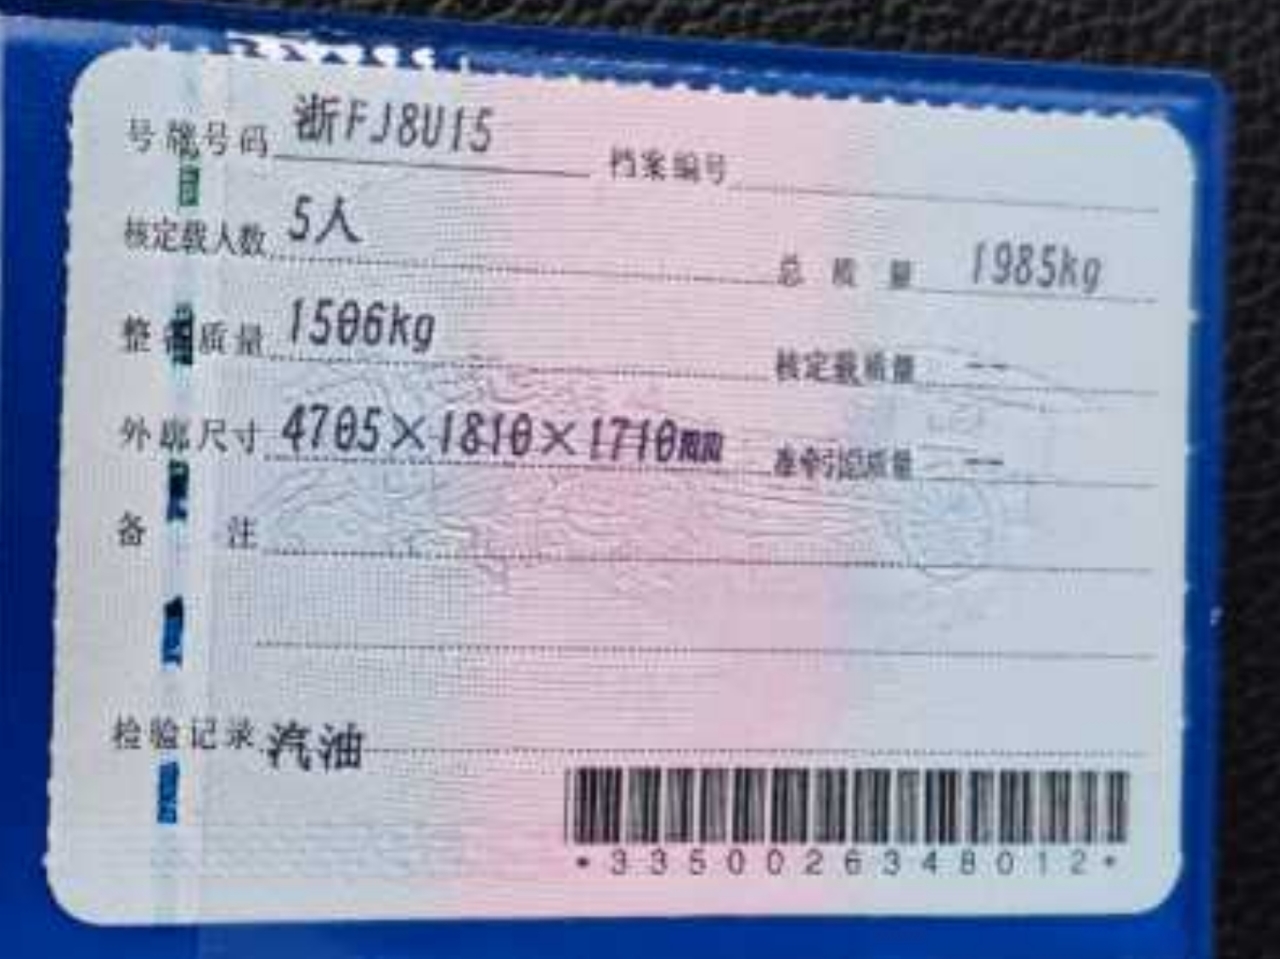 号牌号码 浙FJ8U15 档案编号
核定载人数 5人 总质量 1985kg
整备质量 1506kg 核定载质量 --
外廓尺寸 4705×1810×1710mm 准牵引总质量 --
备注
检验记录 汽油
*3350026348012*